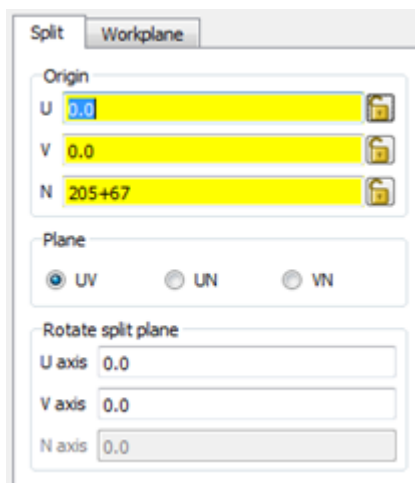 Split Workplane
Origin
U 0.0
V 0.0
N 205+67
Plane
UV UN VN
Rotate split plane
U axis 0.0
V axis 0.0
N axis 0.0